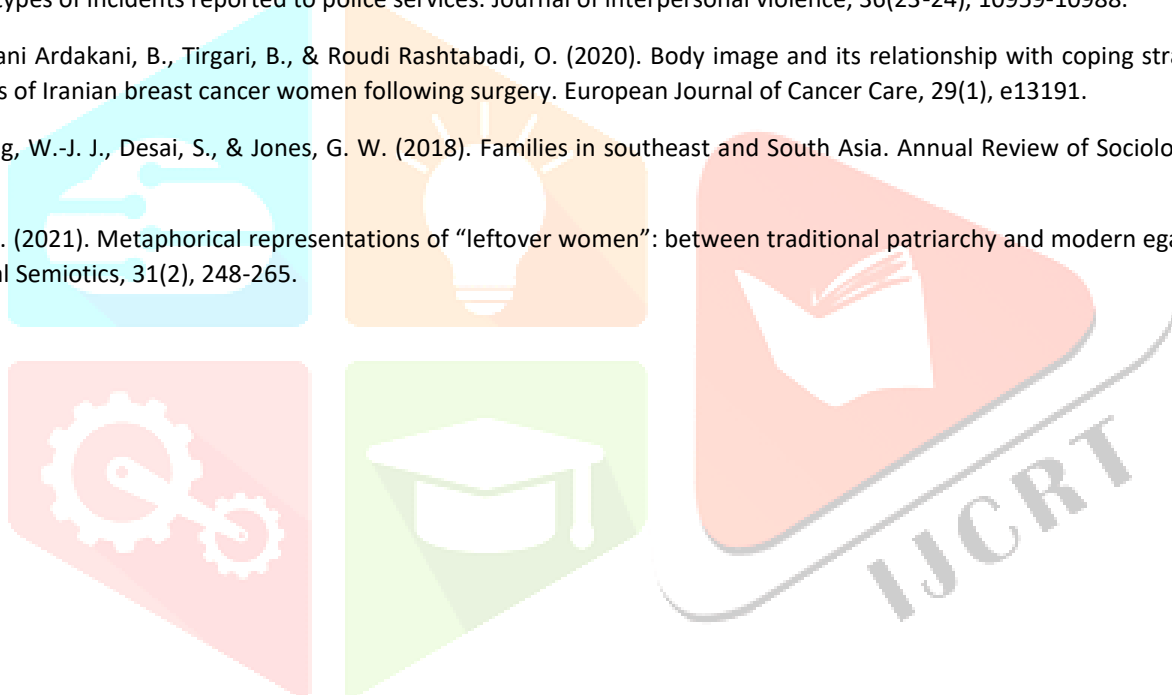 types of incidents reported to police services. Journal of interpersonal violence, 36(23-24), 10959-10988.
ani Ardakani, B., Tirgari, B., & Roudi Rashtabadi, O. (2020). Body image and its relationship with coping stra
s of Iranian breast cancer women following surgery. European Journal of Cancer Care, 29(1), e13191.
g, W.-J. J., Desai, S., & Jones, G. W. (2018). Families in southeast and South Asia. Annual Review of Sociolo
. (2021). Metaphorical representations of “leftover women”: between traditional patriarchy and modern ega
al Semiotics, 31(2), 248-265.
IJCRT